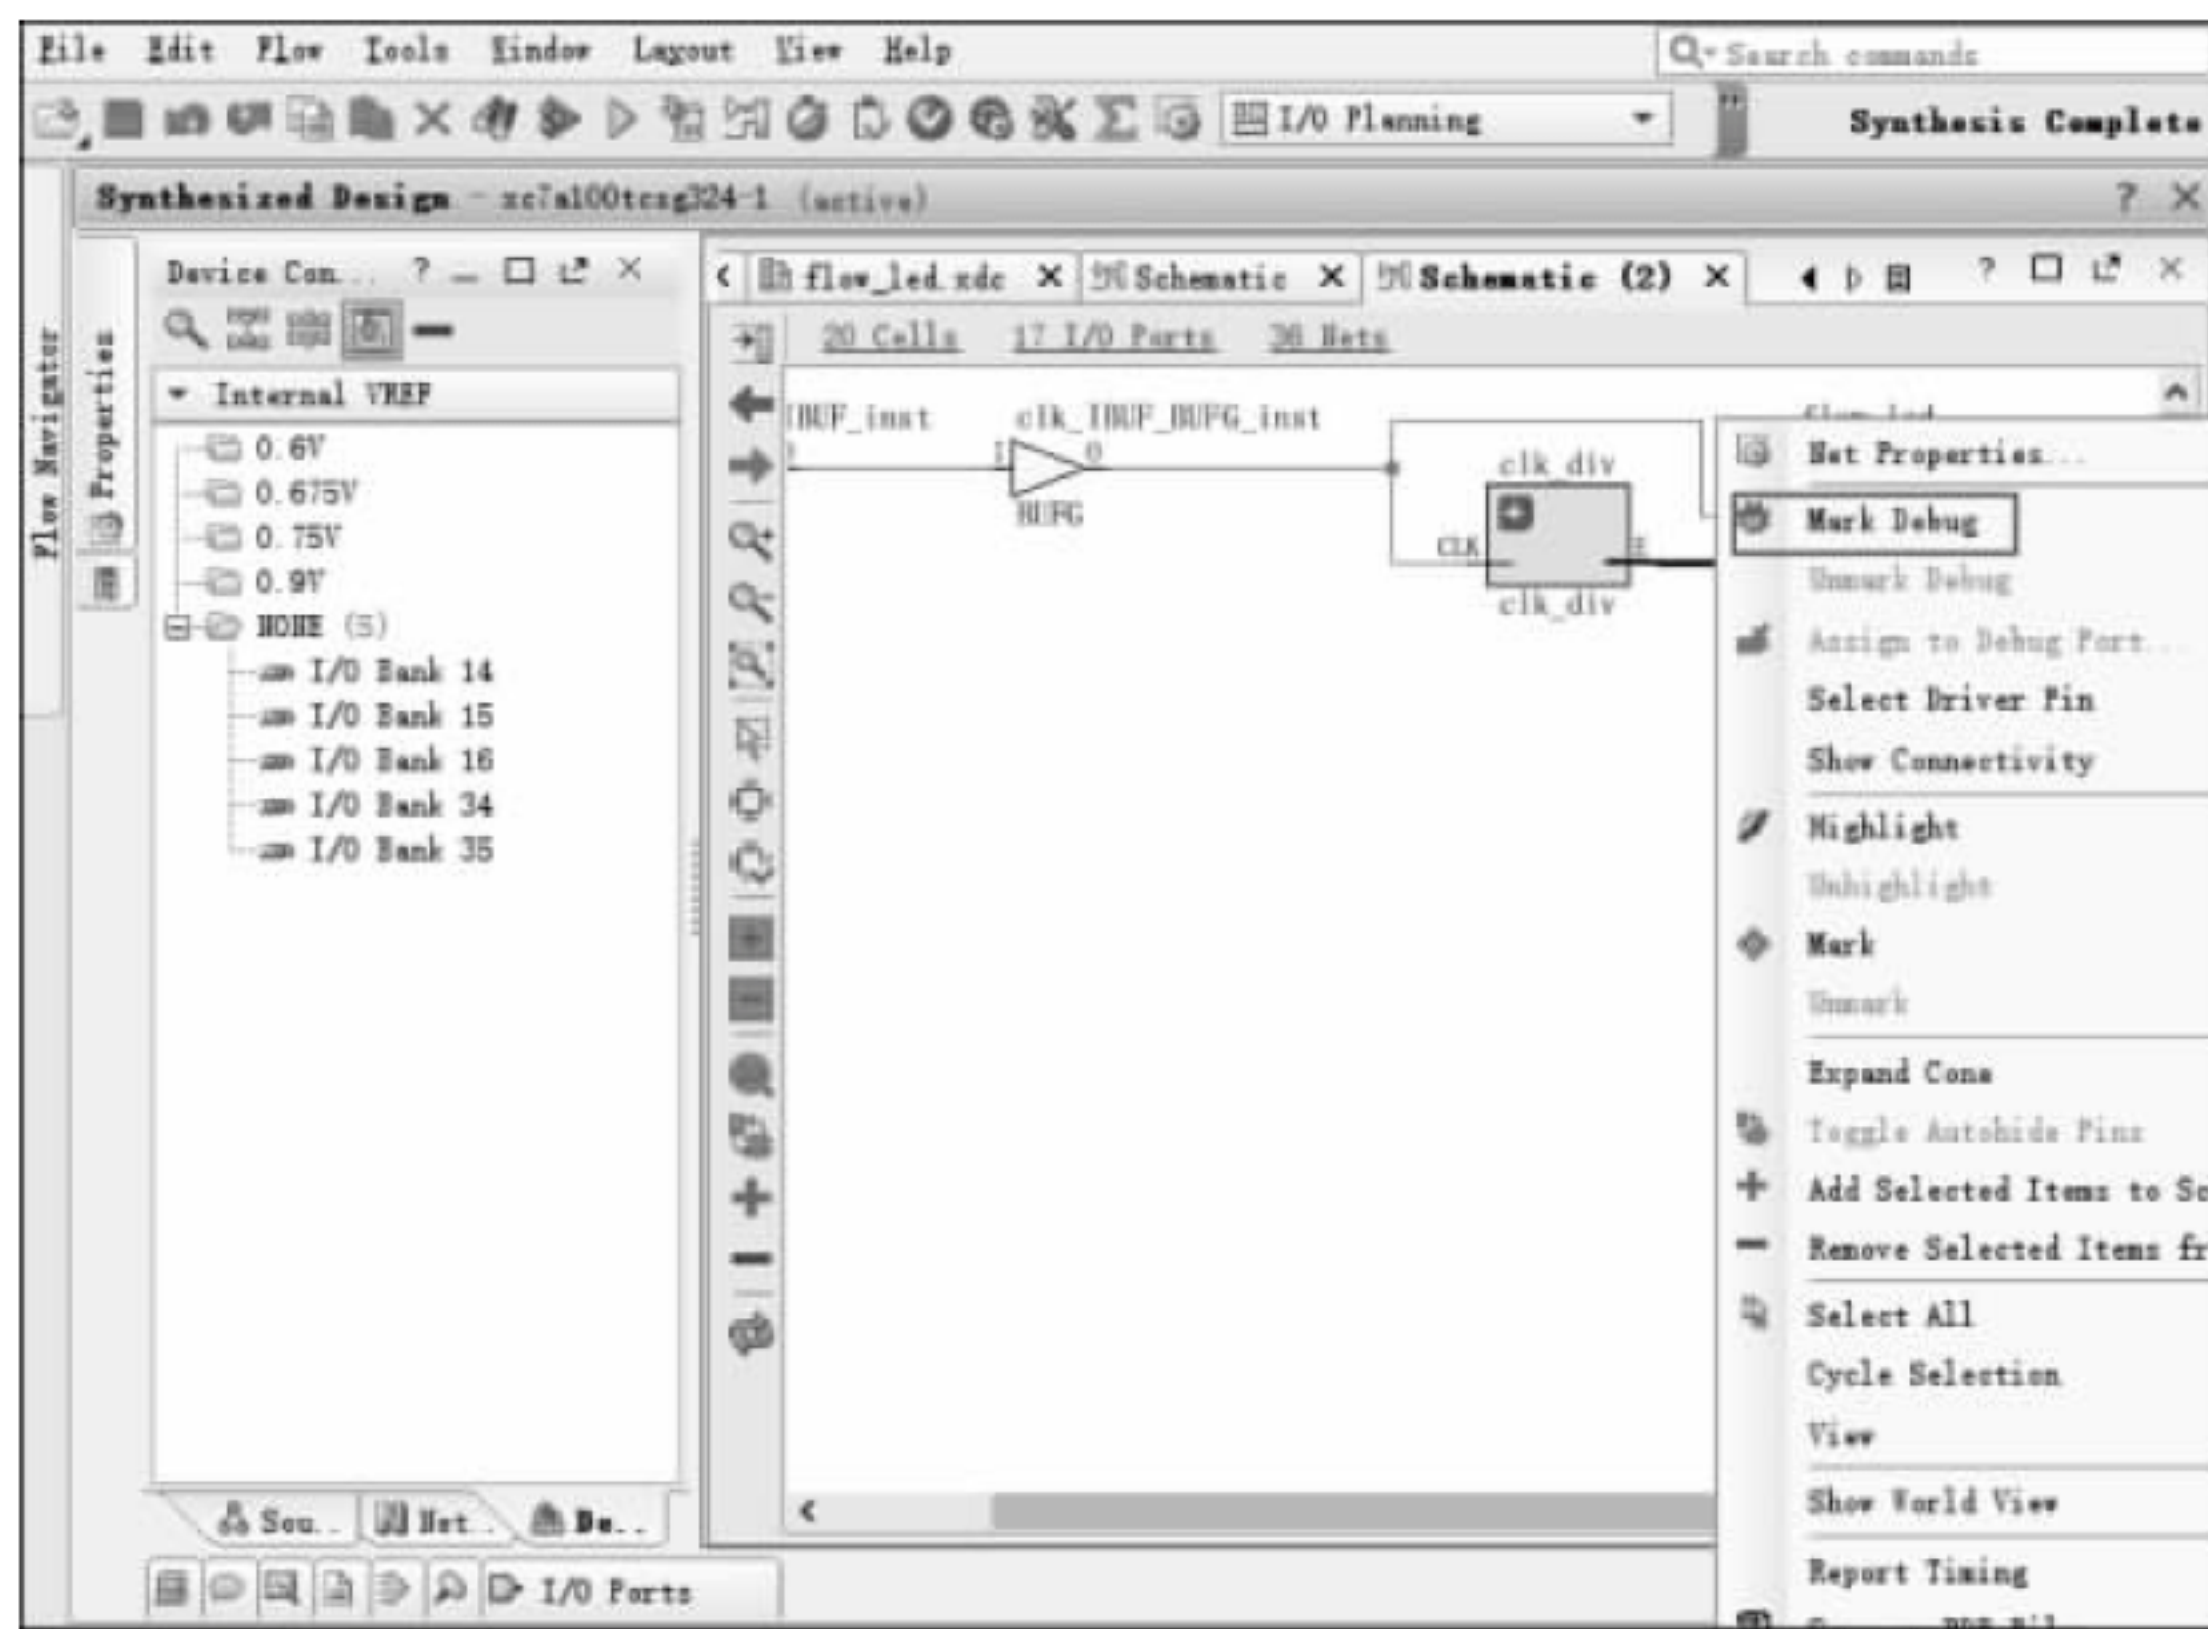 File Edit Flow Tools Window Layout View Help
Search commands
I/O Planning
Synthesis Complete
Synthesized Design - xc7a100tcsg324-1 (active)
Flow Navigator
Properties
Device Con...
Internal VREF
0.6V
0.675V
0.75V
0.9V
NONE (5)
I/O Bank 14
I/O Bank 15
I/O Bank 16
I/O Bank 34
I/O Bank 35
Sou... Net... De...
I/O Ports
flow_led.xdc Schematic Schematic (2)
20 Cells 17 I/O Ports 36 Nets
IBUF_inst clk_IBUF_BUFG_inst
I O
BUFG
clk_div
CLK
clk_div
Net Properties...
Mark Debug
Unmark Debug
Assign to Debug Port...
Select Driver Pin
Show Connectivity
Highlight
Unhighlight
Mark
Unmark
Expand Cone
Toggle Autohide Pins
Add Selected Items to Sc
Remove Selected Items fr
Select All
Cycle Selection
View
Show World View
Report Timing